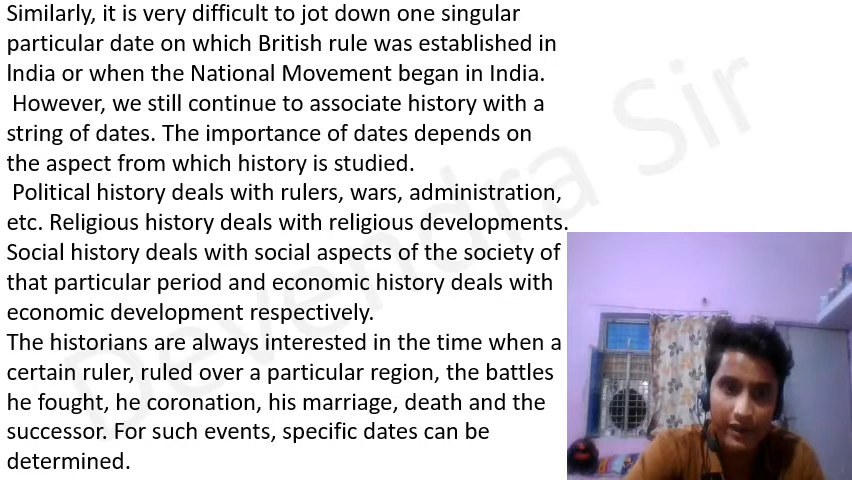 Similarly, it is very difficult to jot down one singular
particular date on which British rule was established in
India or when the National Movement began in India.
However, we still continue to associate history with a
string of dates. The importance of dates depends on
the aspect from which history is studied.
Political history deals with rulers, wars, administration,
etc. Religious history deals with religious developments.
Social history deals with social aspects of the society of
that particular period and economic history deals with
economic development respectively.
The historians are always interested in the time when a
certain ruler, ruled over a particular region, the battles
he fought, he coronation, his marriage, death and the
successor. For such events, specific dates can be
determined.
Devendra Sir